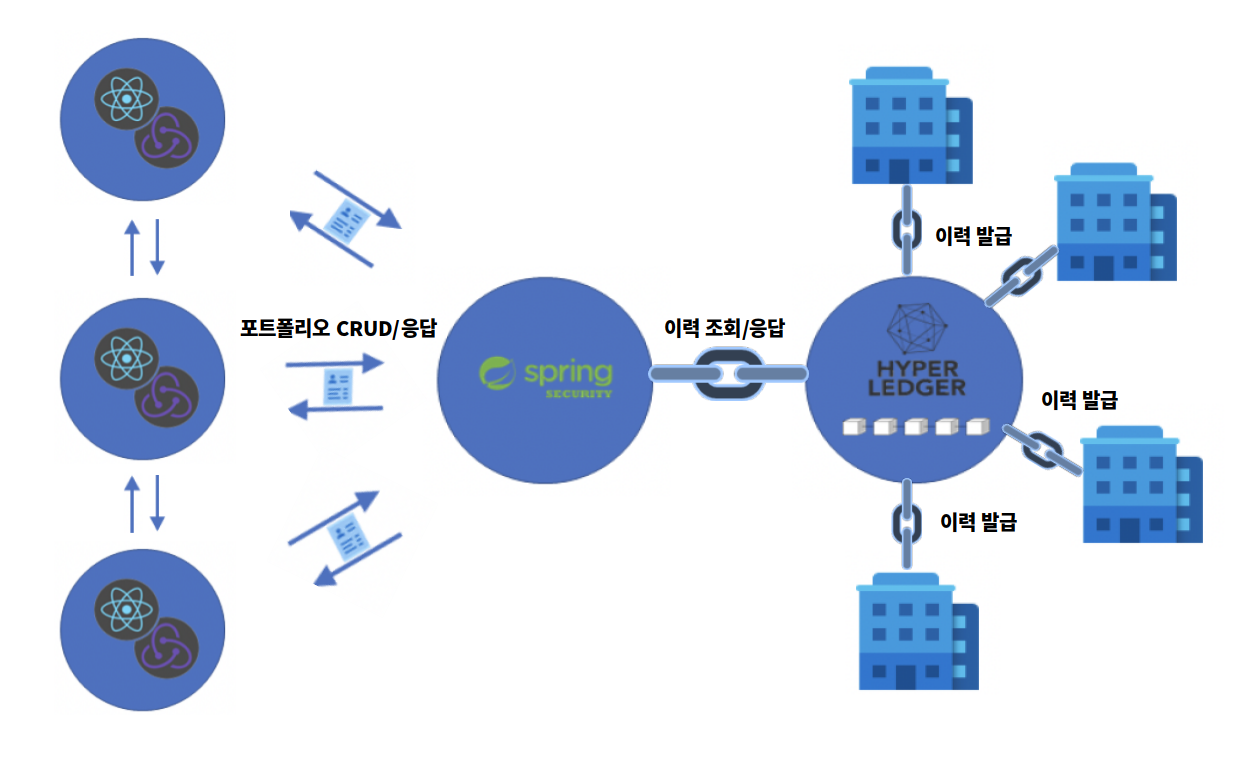 이력 발급
포트폴리오 CRUD/응답
이력 조회/응답
spring
SECURITY
HYPER
LEDGER
이력 발급
이력 발급